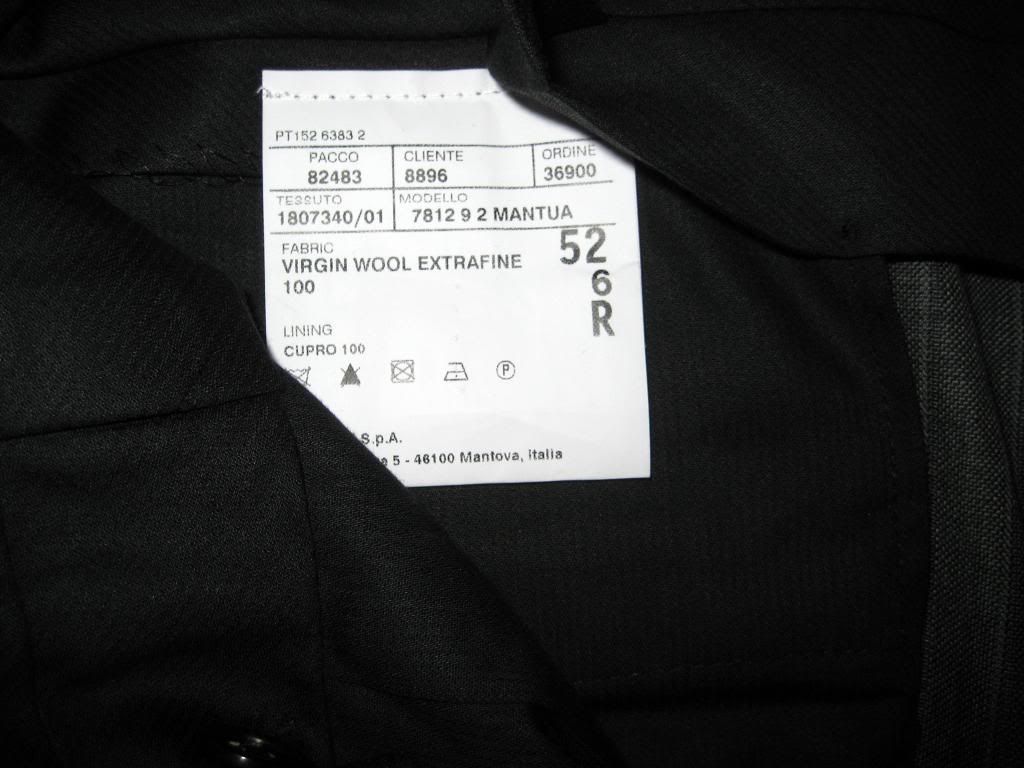 PT152 6383 2
PACCO CLIENTE ORDINE
82483 8896 36900
TESSUTO MODELLO
1807340/01 7812 9 2 MANTUA
FABRIC 52
VIRGIN WOOL EXTRAFINE
100 6
R
LINING
CUPRO 100
P
S.p.A.
5 - 46100 Mantova, Italia